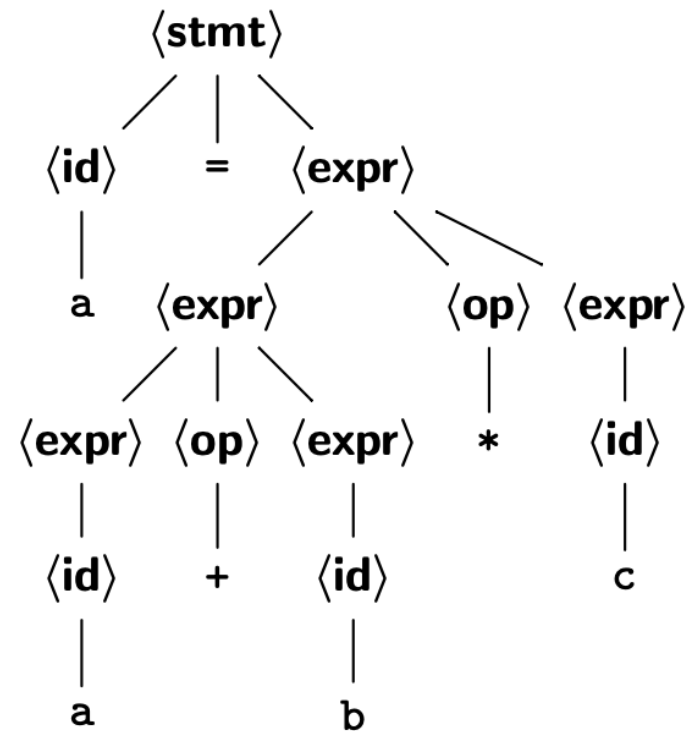 ⟨stmt⟩
⟨id⟩ = ⟨expr⟩
a ⟨expr⟩ ⟨op⟩ ⟨expr⟩
⟨expr⟩ ⟨op⟩ ⟨expr⟩ * ⟨id⟩
⟨id⟩ + ⟨id⟩ c
a b